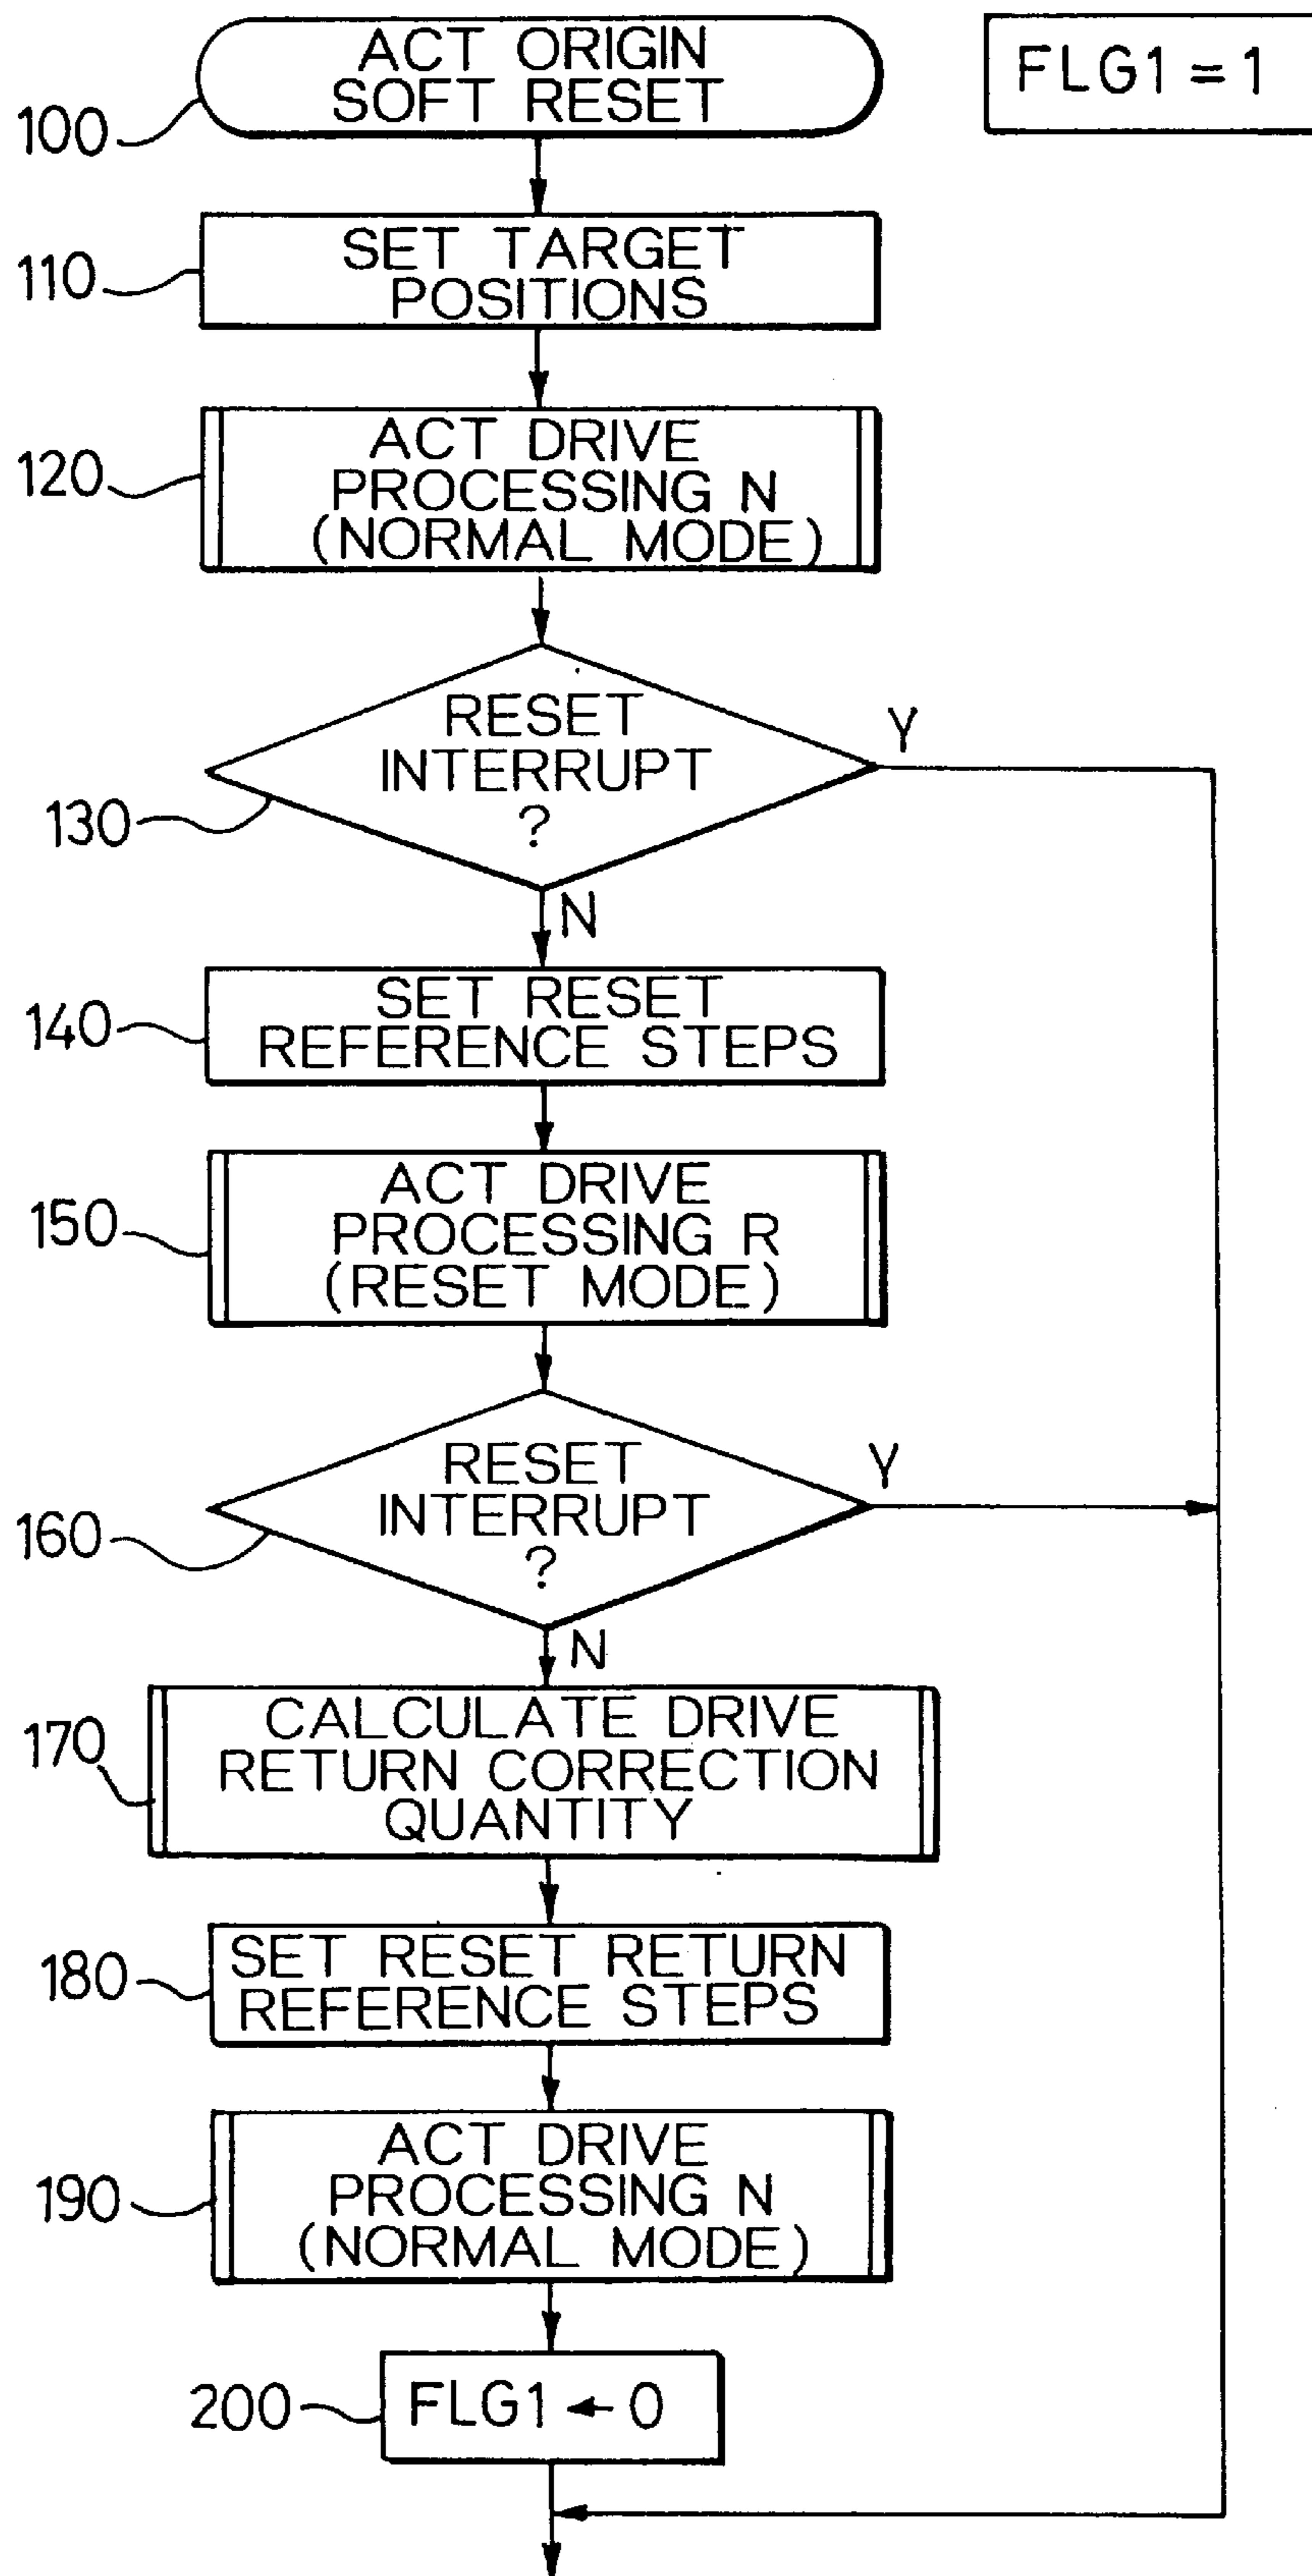 ACT ORIGIN
SOFT RESET
100
FLG1 = 1
SET TARGET
POSITIONS
110
ACT DRIVE
PROCESSING N
(NORMAL MODE)
120
RESET
INTERRUPT
?
130
Y
N
SET RESET
REFERENCE STEPS
140
ACT DRIVE
PROCESSING R
(RESET MODE)
150
RESET
INTERRUPT
?
160
Y
N
CALCULATE DRIVE
RETURN CORRECTION
QUANTITY
170
SET RESET RETURN
REFERENCE STEPS
180
ACT DRIVE
PROCESSING N
(NORMAL MODE)
190
FLG1 ← 0
200